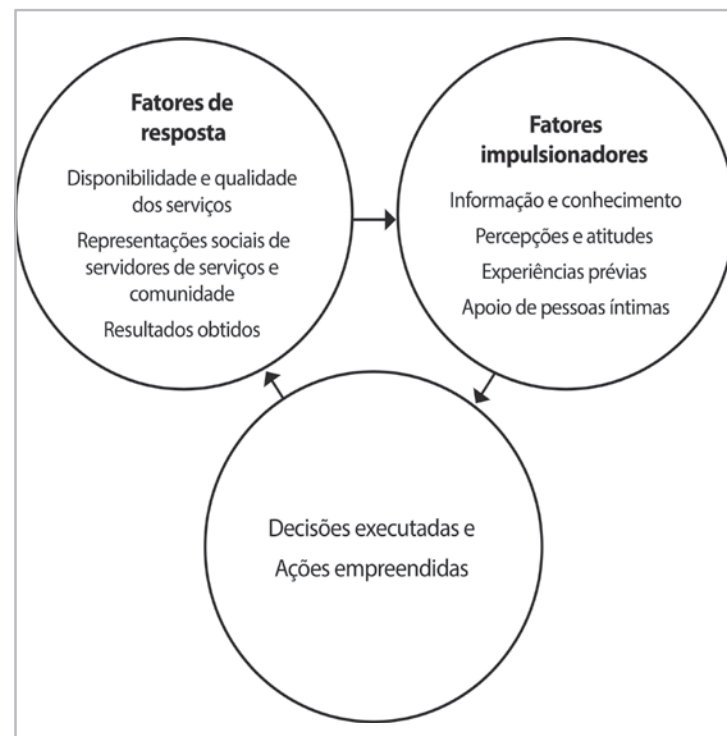 Fatores de
resposta
Disponibilidade e qualidade
dos serviços
Representações sociais de
servidores de serviços e
comunidade
Resultados obtidos
Fatores
impulsionadores
Informação e conhecimento
Percepções e atitudes
Experiências prévias
Apoio de pessoas íntimas
Decisões executadas e
Ações empreendidas